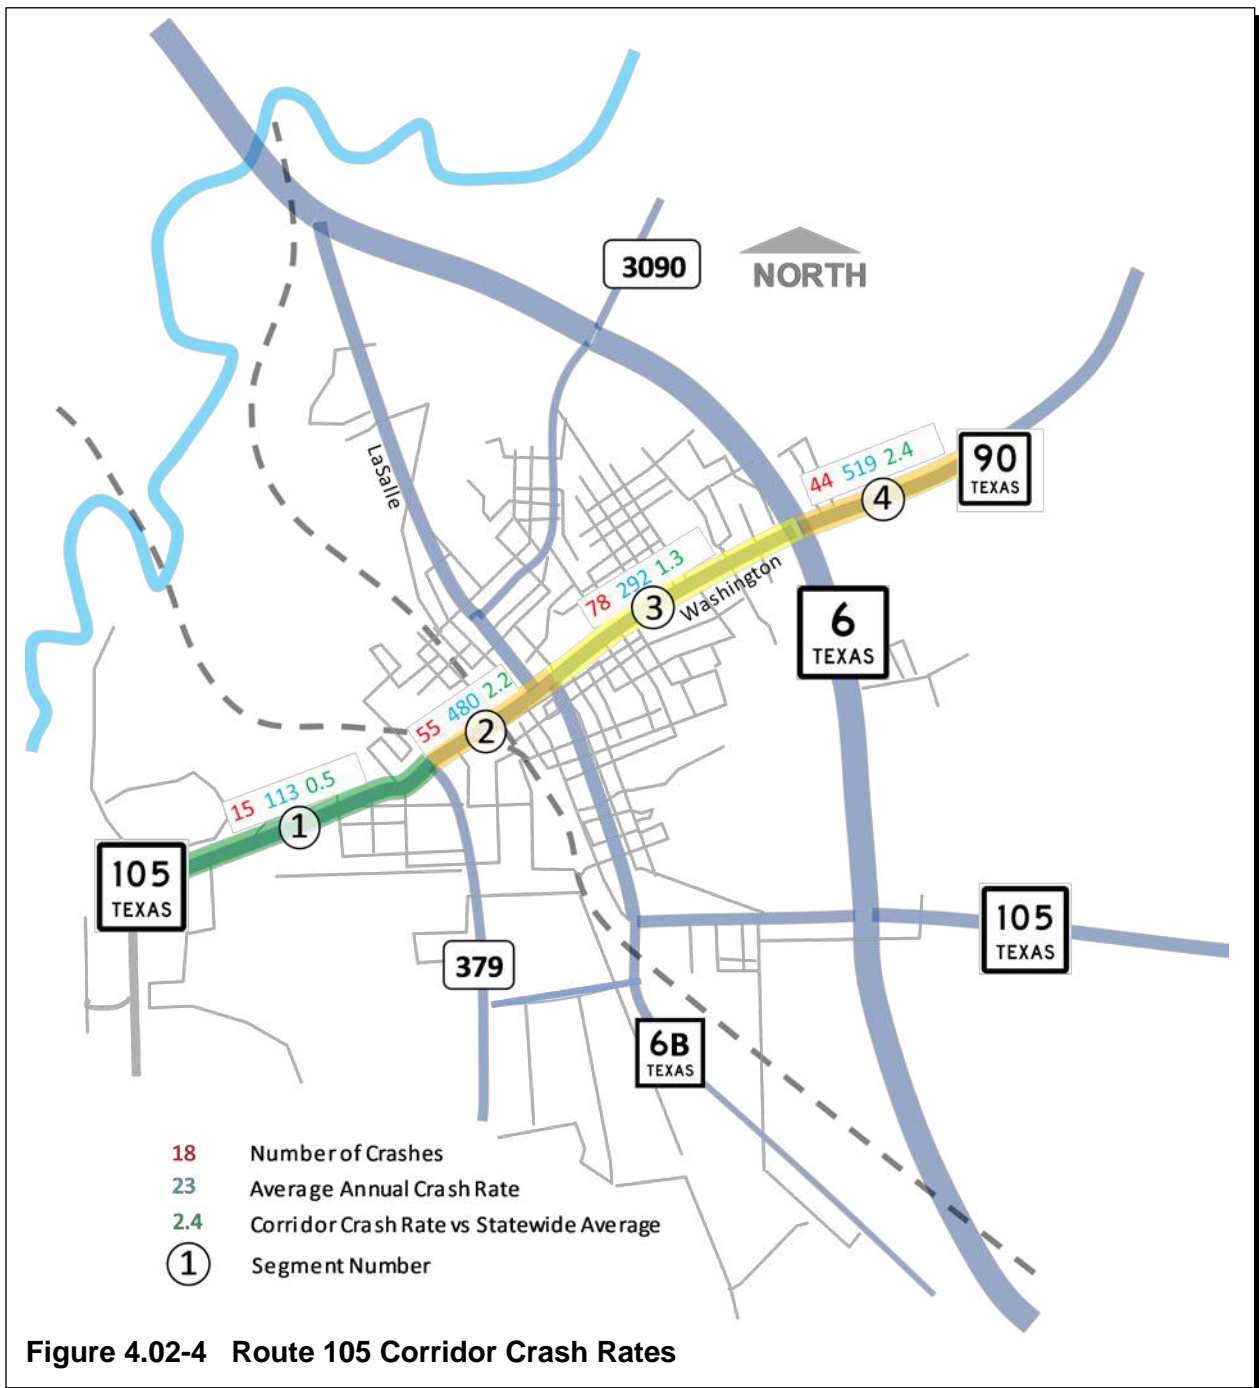 3090
NORTH
LaSalle
44 519 2.4
90
TEXAS
4
78 292 1.3
3
Washington
6
TEXAS
55 480 2.2
2
15 113 0.5
1
105
TEXAS
105
TEXAS
379
6B
TEXAS
18 Number of Crashes
23 Average Annual Crash Rate
2.4 Corridor Crash Rate vs Statewide Average
1 Segment Number
Figure 4.02-4 Route 105 Corridor Crash Rates